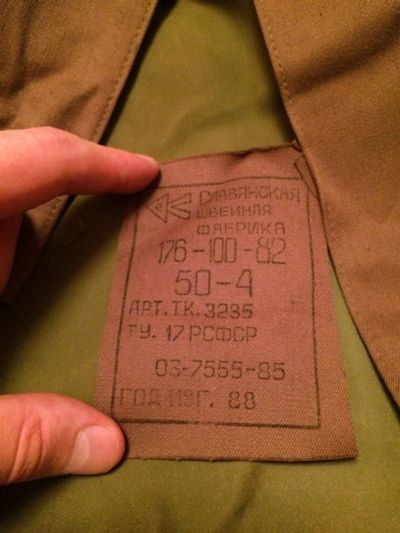 СЛАВЯНСКАЯ
ШВЕЙНАЯ
ФАБРИКА
176-100-82
50-4
АРТ. Т.К. 3235
ТУ. 17 РСФСР
03-7555-85
ГОД ИЗГ. 88